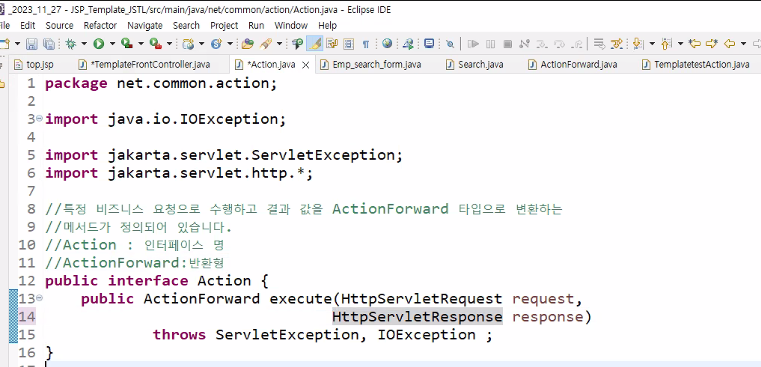 _2023_11_27 - JSP_Template_JSTL/src/main/java/net/common/action/Action.java - Eclipse IDE
File Edit Source Refactor Navigate Search Project Run Window Help
top.jsp *TemplateFrontController.java *Action.java Emp_search_form.java Search.java ActionForward.java TemplatetestAction.java
1 package net.common.action;
2
3 import java.io.IOException;
4
5 import jakarta.servlet.ServletException;
6 import jakarta.servlet.http.*;
7
8 //특정 비즈니스 요청으로 수행하고 결과 값을 ActionForward 타입으로 변환하는
9 //메서드가 정의되어 있습니다.
10 //Action : 인터페이스 명
11 //ActionForward:반환형
12 public interface Action {
13 public ActionForward execute(HttpServletRequest request,
14 HttpServletResponse response)
15 throws ServletException, IOException ;
16 }